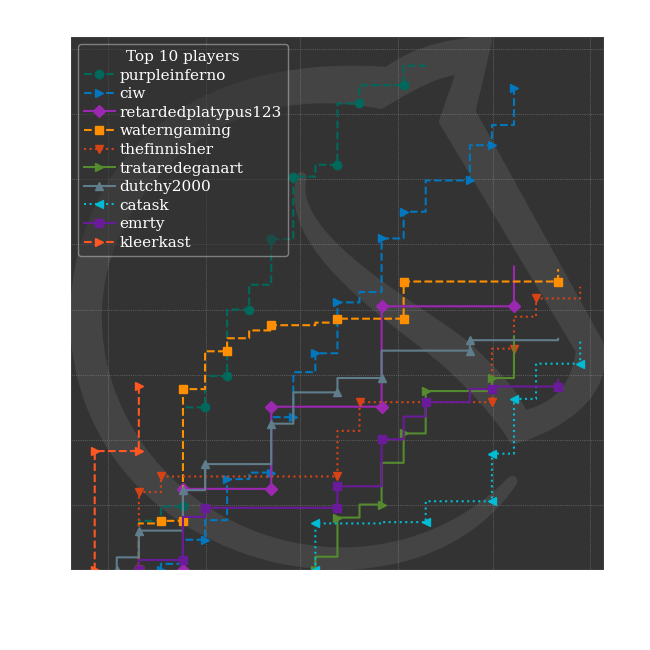 Top 10 players
purpleinferno
ciw
retardedplatypus123
waterngaming
thefinnisher
trataredeganart
dutchy2000
catask
emrty
kleerkast